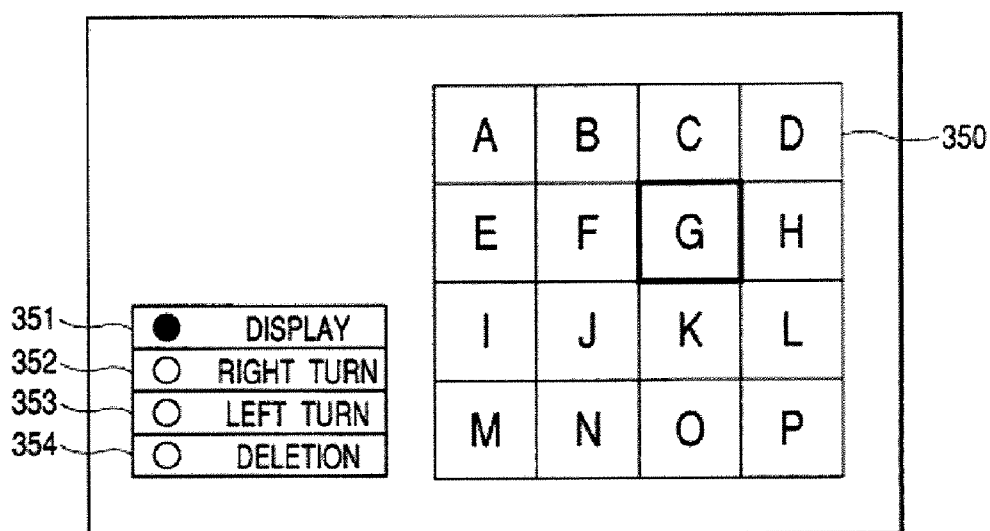 A B C D
350
E F G H
351
DISPLAY
I J K L
352
RIGHT TURN
353
LEFT TURN
M N O P
354
DELETION